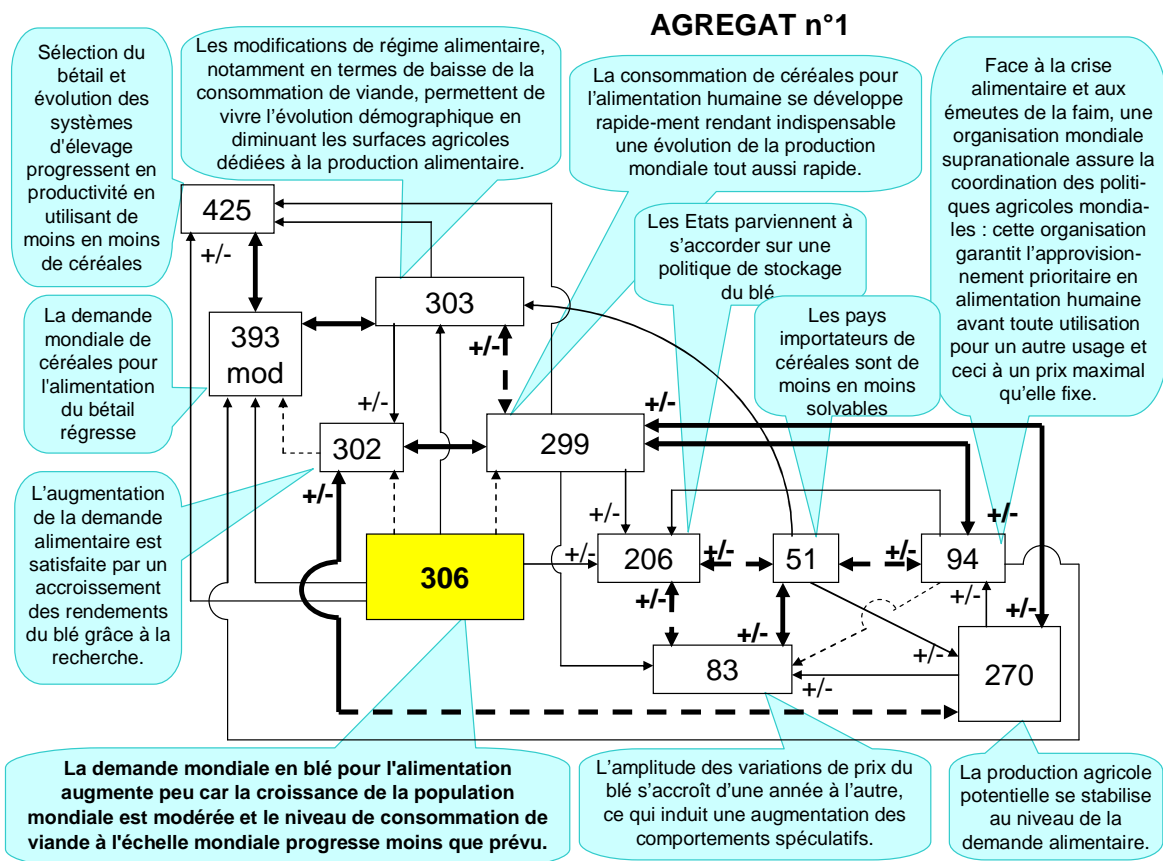 AGREGAT n°1
Sélection du
bétail et
évolution des
systèmes
d'élevage
progressent en
productivité en
utilisant de
moins en moins
de céréales
Les modifications de régime alimentaire,
notamment en termes de baisse de la
consommation de viande, permettent de
vivre l'évolution démographique en
diminuant les surfaces agricoles
dédiées à la production alimentaire.
La consommation de céréales pour
l'alimentation humaine se développe
rapide-ment rendant indispensable
une évolution de la production
mondiale tout aussi rapide.
Face à la crise
alimentaire et aux
émeutes de la faim, une
organisation mondiale
supranationale assure la
coordination des politi-
ques agricoles mondia-
les : cette organisation
garantit l'approvision-
nement prioritaire en
alimentation humaine
avant toute utilisation
pour un autre usage et
ceci à un prix maximal
qu'elle fixe.
Les Etats parviennent à
s'accorder sur une
politique de stockage
du blé
Les pays
importateurs de
céréales sont de
moins en moins
solvables
La demande
mondiale de
céréales pour
l'alimentation
du bétail
régresse
L'augmentation
de la demande
alimentaire est
satisfaite par un
accroissement
des rendements
du blé grâce à la
recherche.
425
+/-
303
393
mod
+/-
+/-
302
299
+/-
+/-
+/-
+/-
306
+/-
206
+/-
51
+/-
94
+/-
+/-
+/-
+/-
83
+/-
+/-
270
La demande mondiale en blé pour l'alimentation
augmente peu car la croissance de la population
mondiale est modérée et le niveau de consommation de
viande à l'échelle mondiale progresse moins que prévu.
L'amplitude des variations de prix du
blé s'accroît d'une année à l'autre,
ce qui induit une augmentation des
comportements spéculatifs.
La production agricole
potentielle se stabilise
au niveau de la
demande alimentaire.